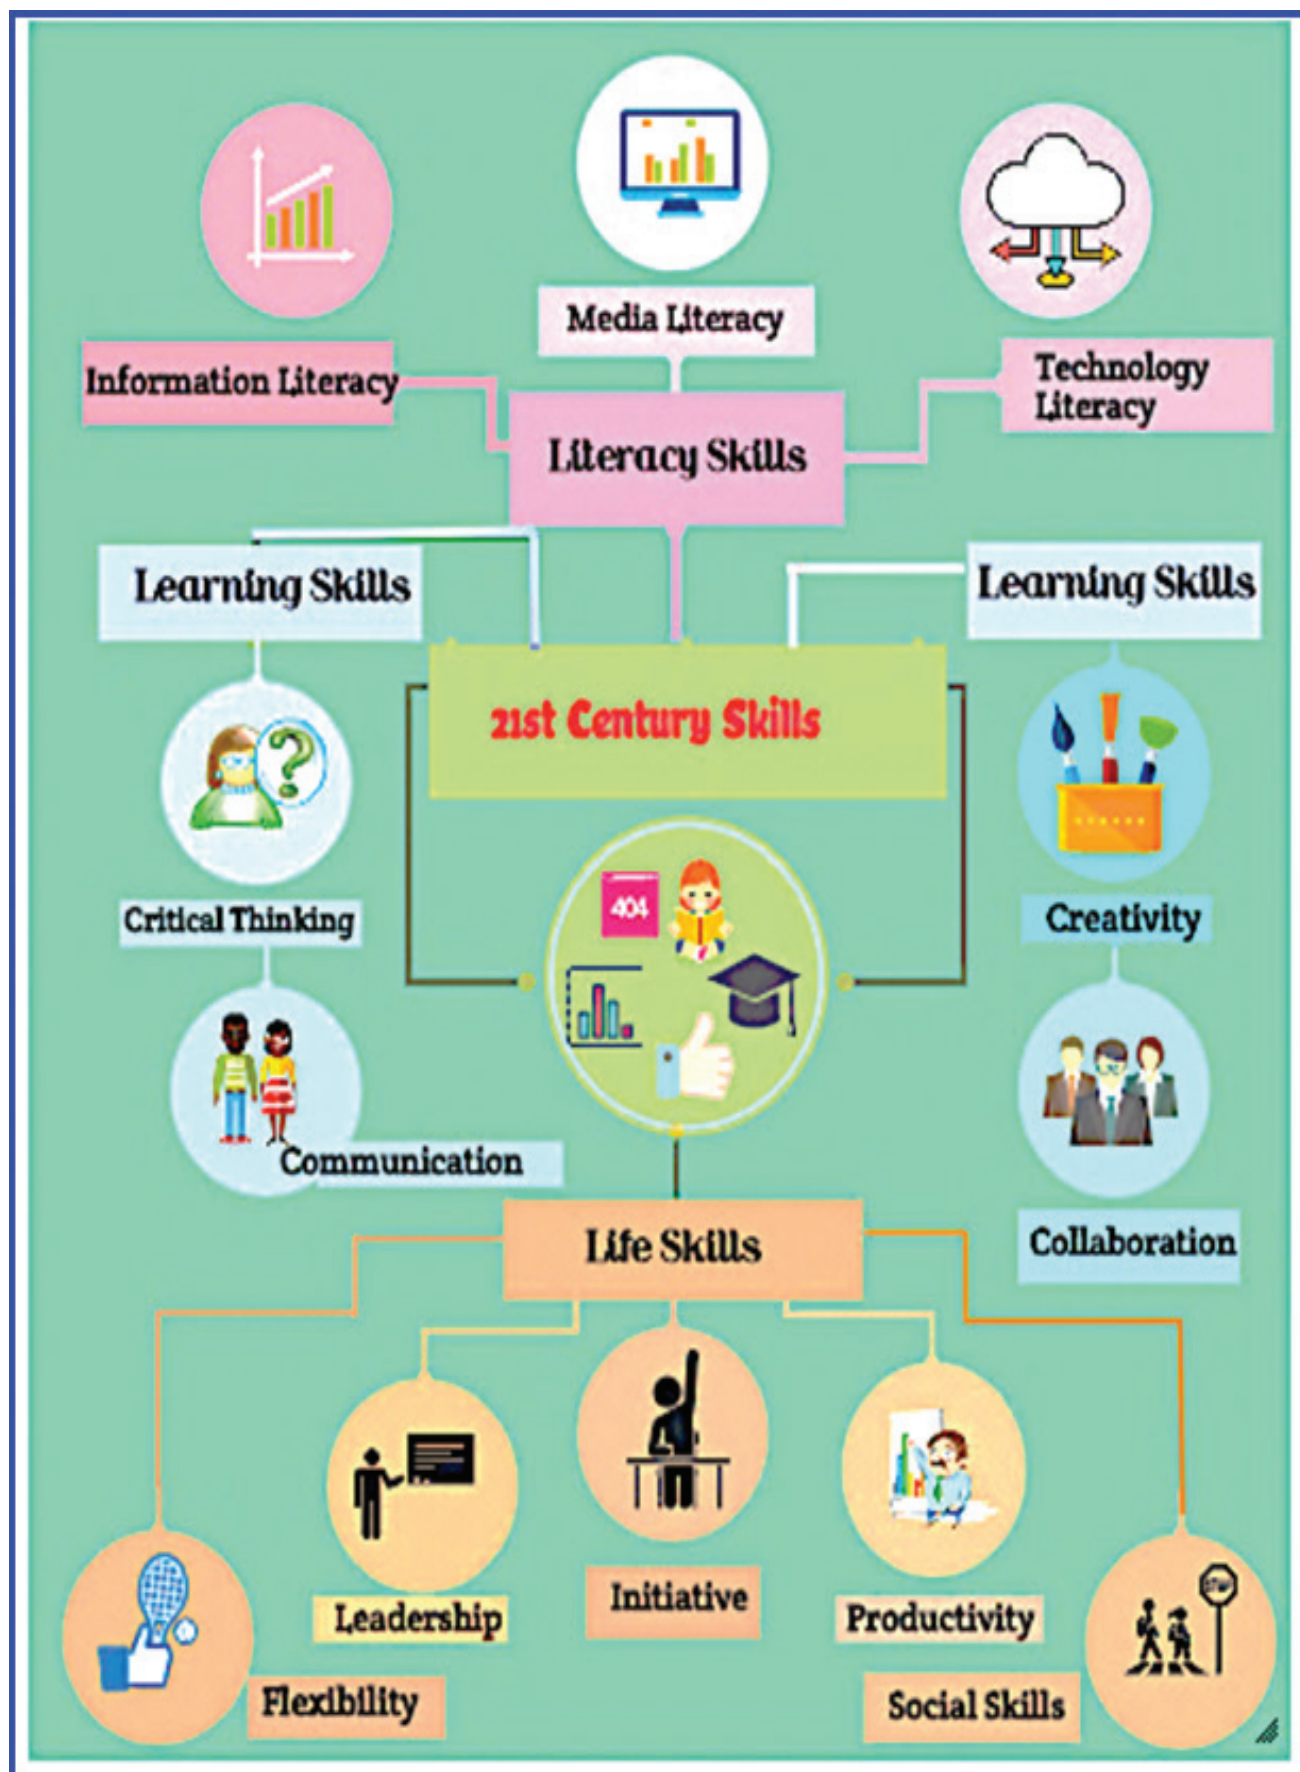 Media Literacy
Information Literacy
Technology
Literacy
Literacy Skills
Learning Skills
Learning Skills
21st Century Skills
404
Critical Thinking
Creativity
Communication
Collaboration
Life Skills
STOP
Leadership
Initiative
Productivity
Flexibility
Social Skills